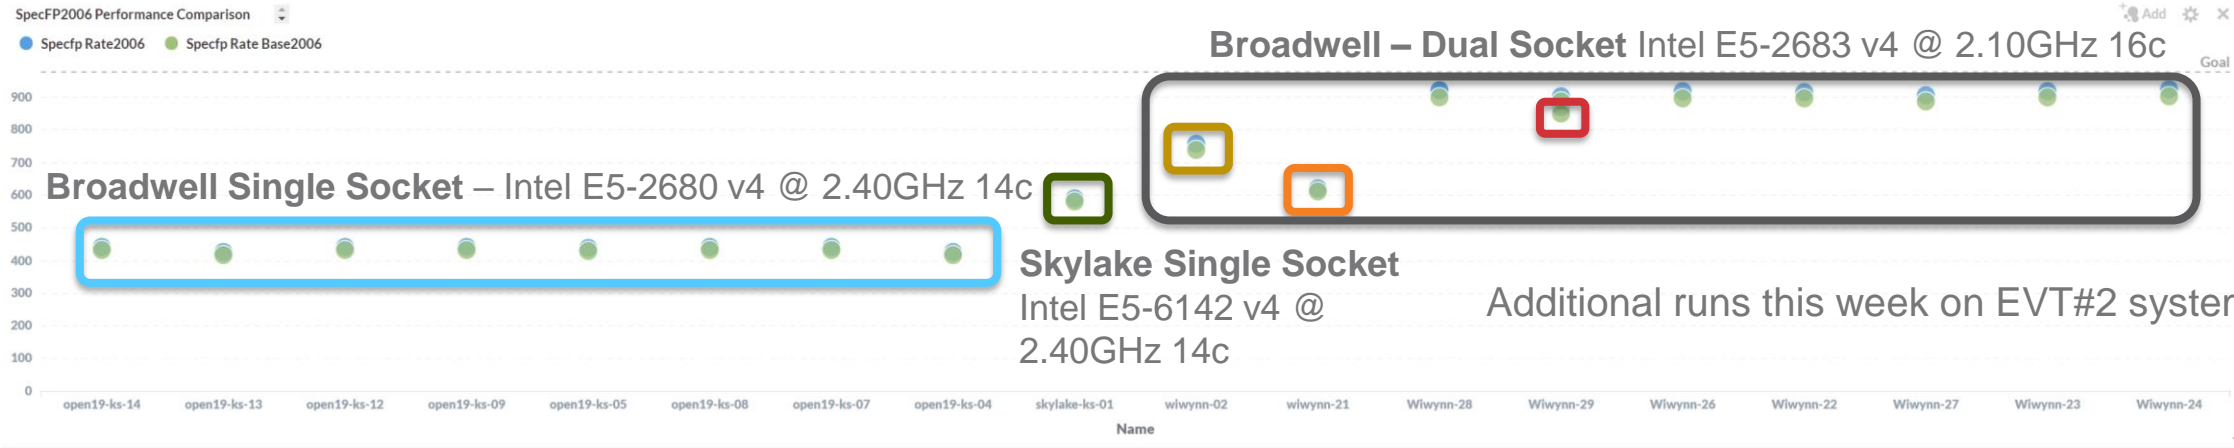 SpecFP2006 Performance Comparison
Add
Specfp Rate2006
Specfp Rate Base2006
Broadwell – Dual Socket Intel E5-2683 v4 @ 2.10GHz 16c
Goal
900
800
700
600
500
400
300
200
100
0
Broadwell Single Socket – Intel E5-2680 v4 @ 2.40GHz 14c
Skylake Single Socket
Intel E5-6142 v4 @
2.40GHz 14c
Additional runs this week on EVT#2
open19-ks-14
open19-ks-13
open19-ks-12
open19-ks-09
open19-ks-05
open19-ks-08
open19-ks-07
open19-ks-04
skylake-ks-01
wiwynn-02
wiwynn-21
Wiwynn-28
Wiwynn-29
Wiwynn-26
Wiwynn-22
Wiwynn-27
Wiwynn-23
Wiwynn-24
Name